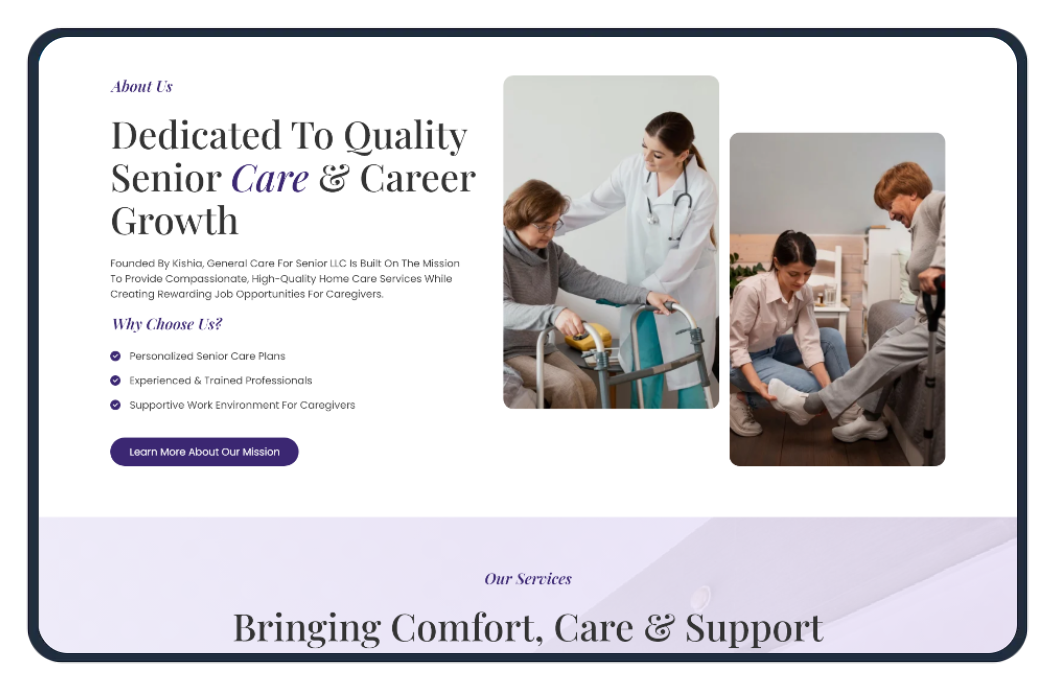 About Us
Dedicated To Quality
Senior Care & Career
Growth
Founded By Kishia, General Care For Senior LLC Is Built On The Mission
To Provide Compassionate, High-Quality Home Care Services While
Creating Rewarding Job Opportunities For Caregivers.
Why Choose Us?
Personalized Senior Care Plans
Experienced & Trained Professionals
Supportive Work Environment For Caregivers
Learn More About Our Mission
Our Services
Bringing Comfort, Care & Support